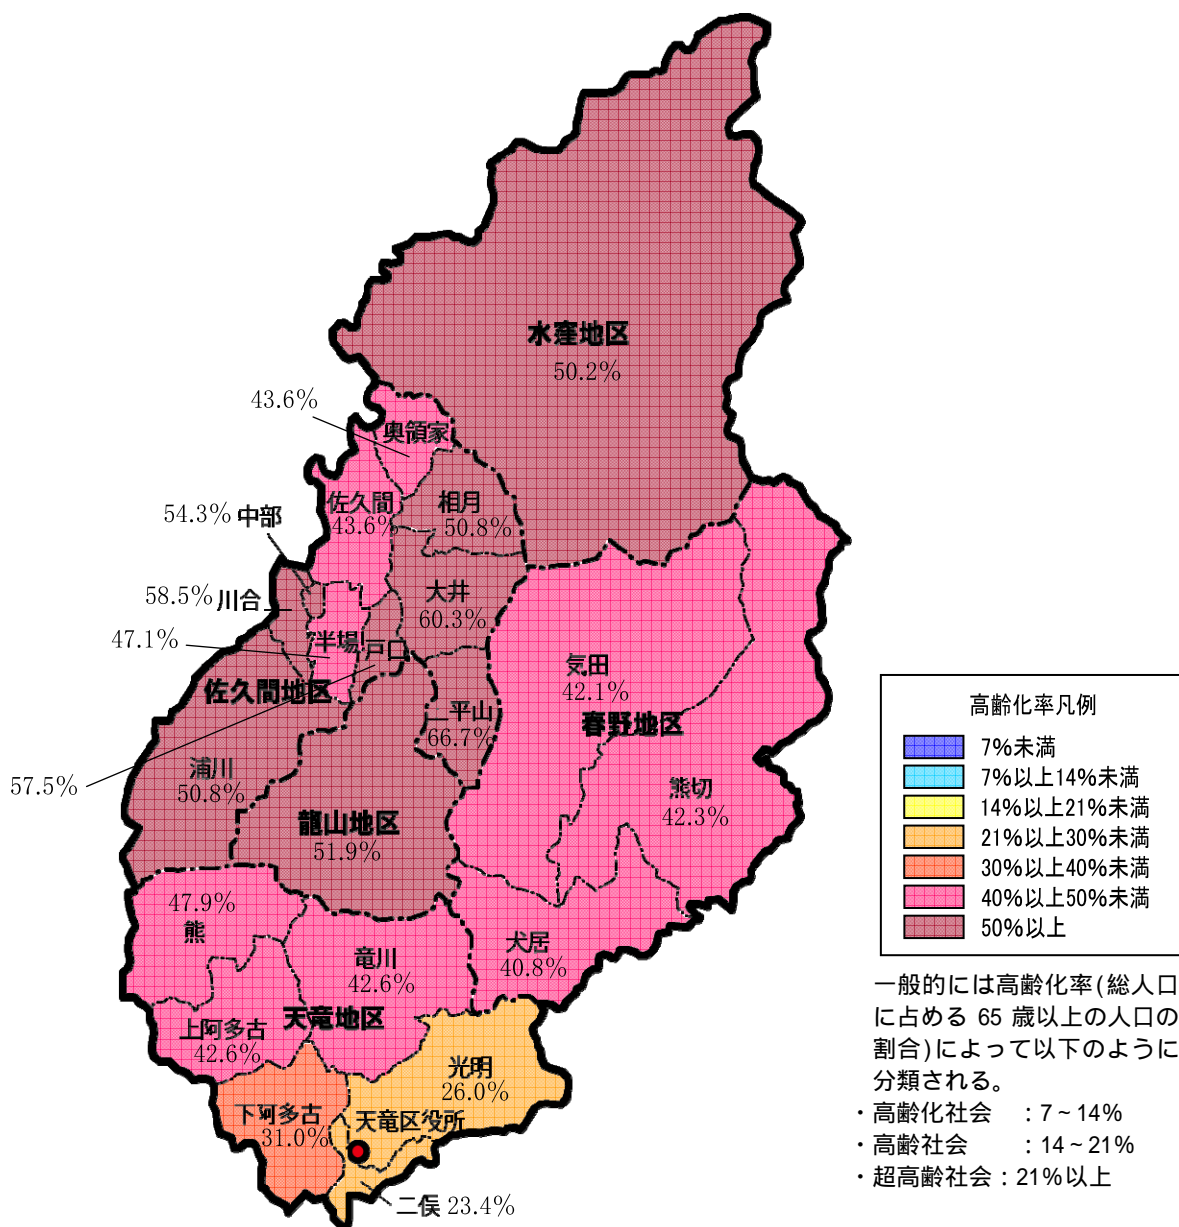 水窪地区
50.2%
43.6%
奥領家
佐久間
43.6%
相月
50.8%
54.3% 中部
58.5% 川合
大井
60.3%
47.1%
半場
戸口
気田
42.1%
佐久間地区
春野地区
平山
66.7%
57.5%
浦川
50.8%
熊切
42.3%
龍山地区
51.9%
47.9%
熊
竜川
42.6%
犬居
40.8%
天竜地区
上阿多古
42.6%
光明
26.0%
下阿多古
31.0%
天竜区役所
二俣 23.4%
高齢化率凡例
7%未満
7%以上14%未満
14%以上21%未満
21%以上30%未満
30%以上40%未満
40%以上50%未満
50%以上
一般的には高齢化率(総人口
に占める 65 歳以上の人口の
割合)によって以下のように
分類される。
・高齢化社会 :7~14%
・高齢社会 :14~21%
・超高齢社会:21%以上